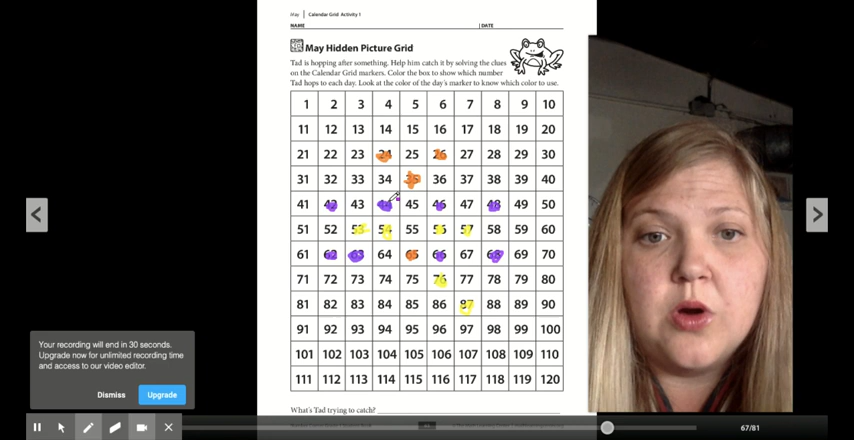 May | Calendar Grid Activity 1
NAME | DATE
May Hidden Picture Grid
Tad is hopping after something. Help him catch it by solving the clues
on the Calendar Grid markers. Color the box to show which number
Tad hops to each day. Look at the color of the day's marker to know which color to use.
1 2 3 4 5 6 7 8 9 10
11 12 13 14 15 16 17 18 19 20
21 22 23 24 25 26 27 28 29 30
31 32 33 34 35 36 37 38 39 40
41 42 43 44 45 46 47 48 49 50
51 52 53 54 55 56 57 58 59 60
61 62 63 64 65 66 67 68 69 70
71 72 73 74 75 76 77 78 79 80
81 82 83 84 85 86 87 88 89 90
91 92 93 94 95 96 97 98 99 100
101 102 103 104 105 106 107 108 109 110
111 112 113 114 115 116 117 118 119 120
What's Tad trying to catch?
Your recording will end in 30 seconds.
Upgrade now for unlimited recording time
and access to our video editor.
Dismiss Upgrade
67/81